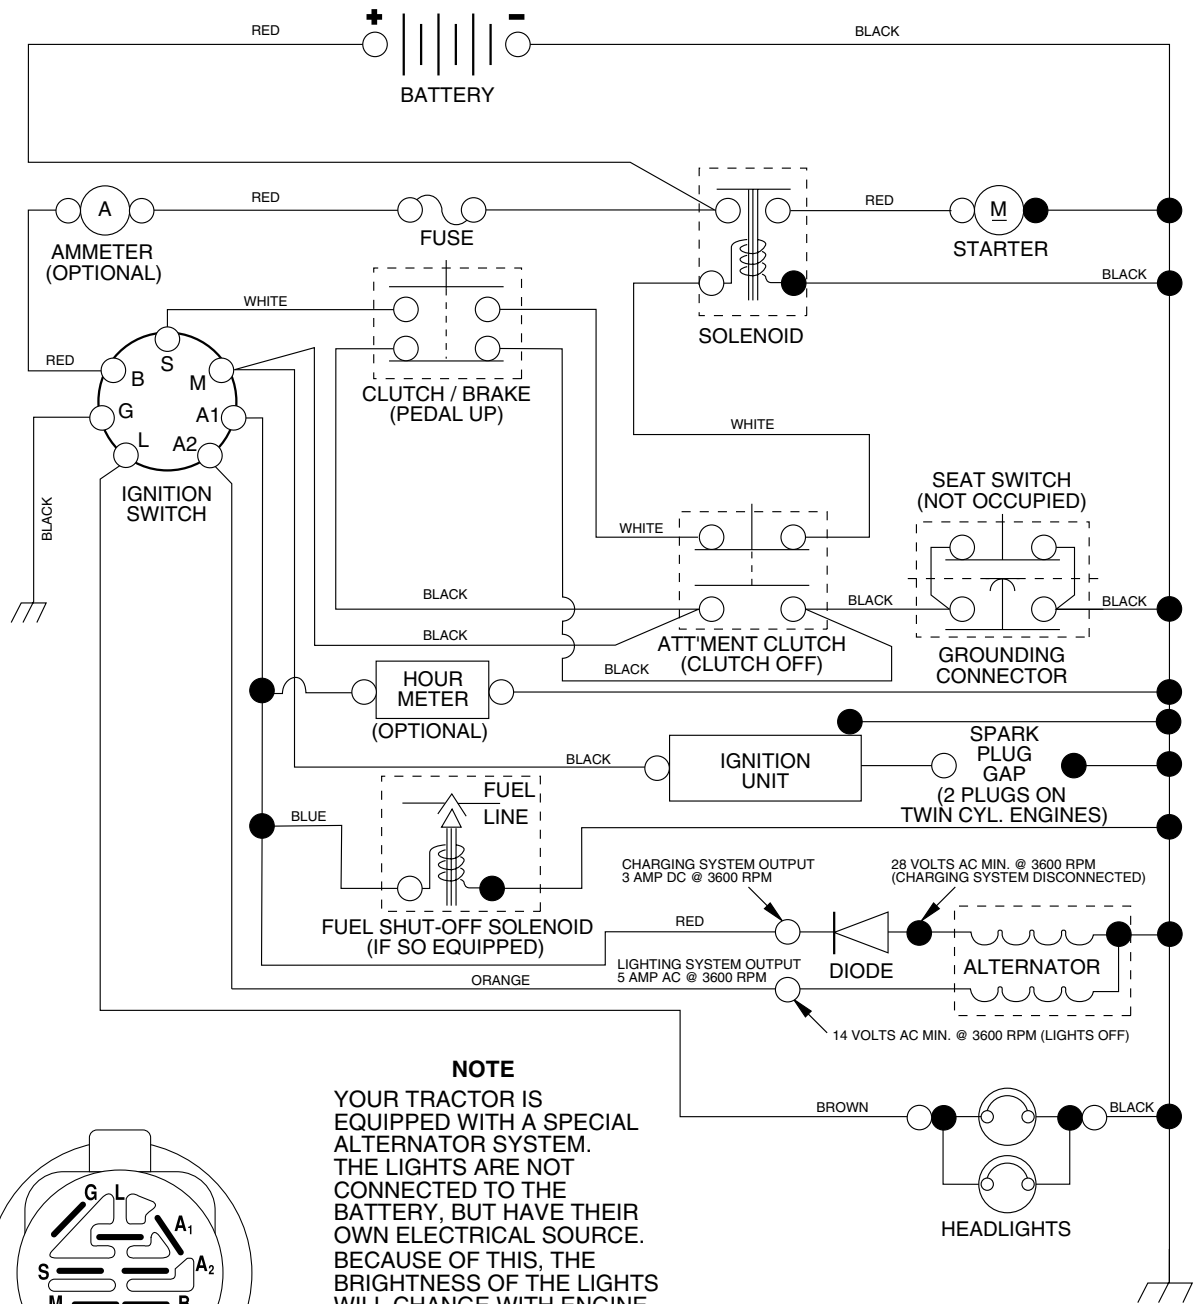 RED
+
-
BLACK
BATTERY
A
RED
FUSE
AMMETER
(OPTIONAL)
RED
M
STARTER
BLACK
SOLENOID
WHITE
RED
S
B
M
G
A1
L
A2
IGNITION
SWITCH
BLACK
CLUTCH / BRAKE
(PEDAL UP)
WHITE
SEAT SWITCH
(NOT OCCUPIED)
WHITE
BLACK
BLACK
BLACK
BLACK
BLACK
ATT'MENT CLUTCH
(CLUTCH OFF)
GROUNDING
CONNECTOR
HOUR
METER
(OPTIONAL)
BLACK
IGNITION
UNIT
SPARK
PLUG
GAP
(2 PLUGS ON
TWIN CYL. ENGINES)
BLUE
FUEL
LINE
FUEL SHUT-OFF SOLENOID
(IF SO EQUIPPED)
CHARGING SYSTEM OUTPUT
3 AMP DC @ 3600 RPM
28 VOLTS AC MIN. @ 3600 RPM
(CHARGING SYSTEM DISCONNECTED)
RED
DIODE
ALTERNATOR
LIGHTING SYSTEM OUTPUT
5 AMP AC @ 3600 RPM
ORANGE
14 VOLTS AC MIN. @ 3600 RPM (LIGHTS OFF)
BROWN
BLACK
HEADLIGHTS
NOTE
YOUR TRACTOR IS
EQUIPPED WITH A SPECIAL
ALTERNATOR SYSTEM.
THE LIGHTS ARE NOT
CONNECTED TO THE
BATTERY, BUT HAVE THEIR
OWN ELECTRICAL SOURCE.
BECAUSE OF THIS, THE
BRIGHTNESS OF THE LIGHTS
WILL CHANGE WITH ENGINE
G
L
A1
A2
S
M
B